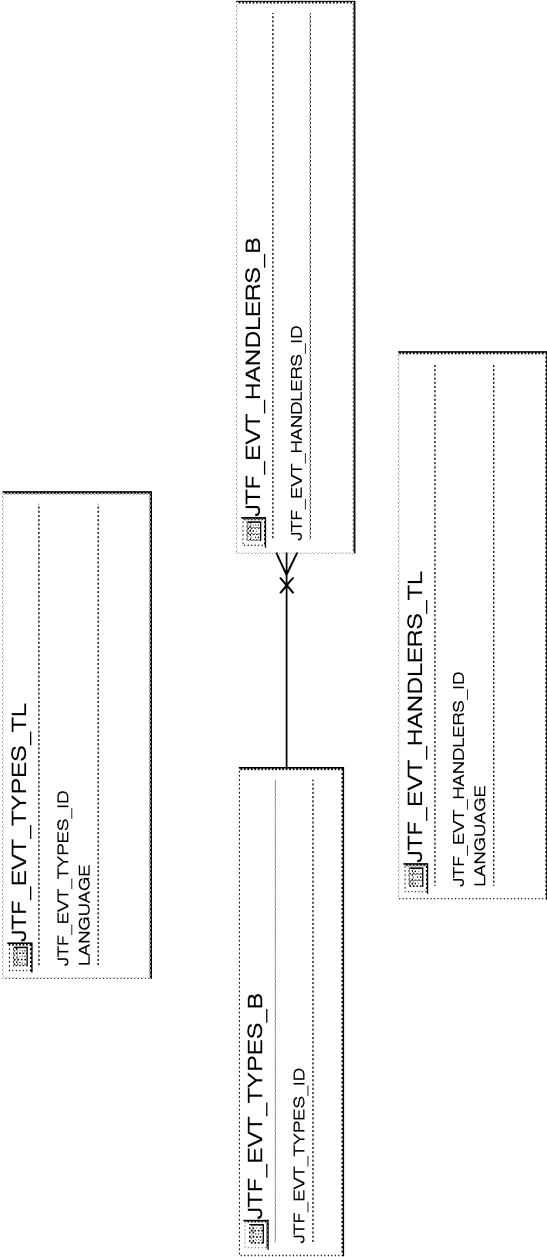 JTF_EVT_TYPES_TL
JTF_EVT_TYPES_ID
LANGUAGE
JTF_EVT_TYPES_B
JTF_EVT_TYPES_ID
JTF_EVT_HANDLERS_B
JTF_EVT_HANDLERS_ID
JTF_EVT_HANDLERS_TL
JTF_EVT_HANDLERS_ID
LANGUAGE